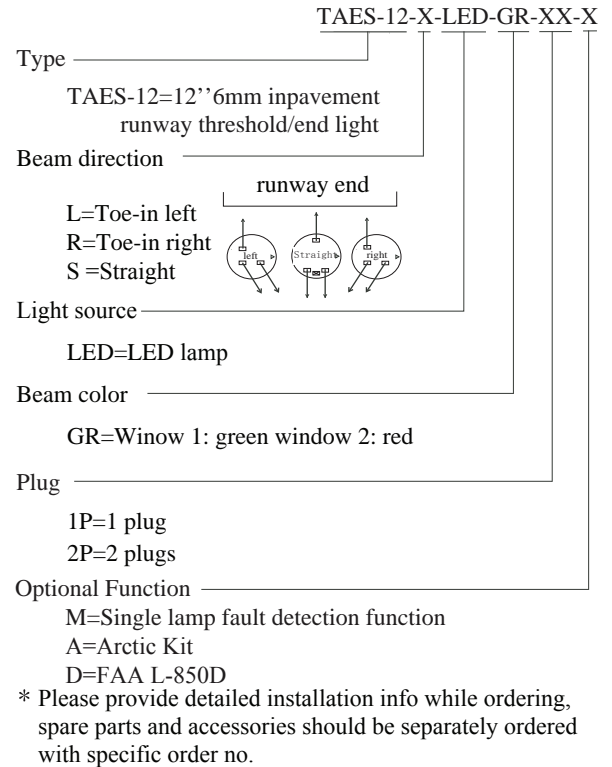 TAES-12-X-LED-GR-XX-X
Type
TAES-12=12’’6mm inpavement
runway threshold/end light
Beam direction
runway end
L=Toe-in left
R=Toe-in right
S =Straight
left
Straight
right
Light source
LED=LED lamp
Beam color
GR=Winow 1: green window 2: red
Plug
1P=1 plug
2P=2 plugs
Optional Function
M=Single lamp fault detection function
A=Arctic Kit
D=FAA L-850D
* Please provide detailed installation info while ordering,
spare parts and accessories should be separately ordered
with specific order no.